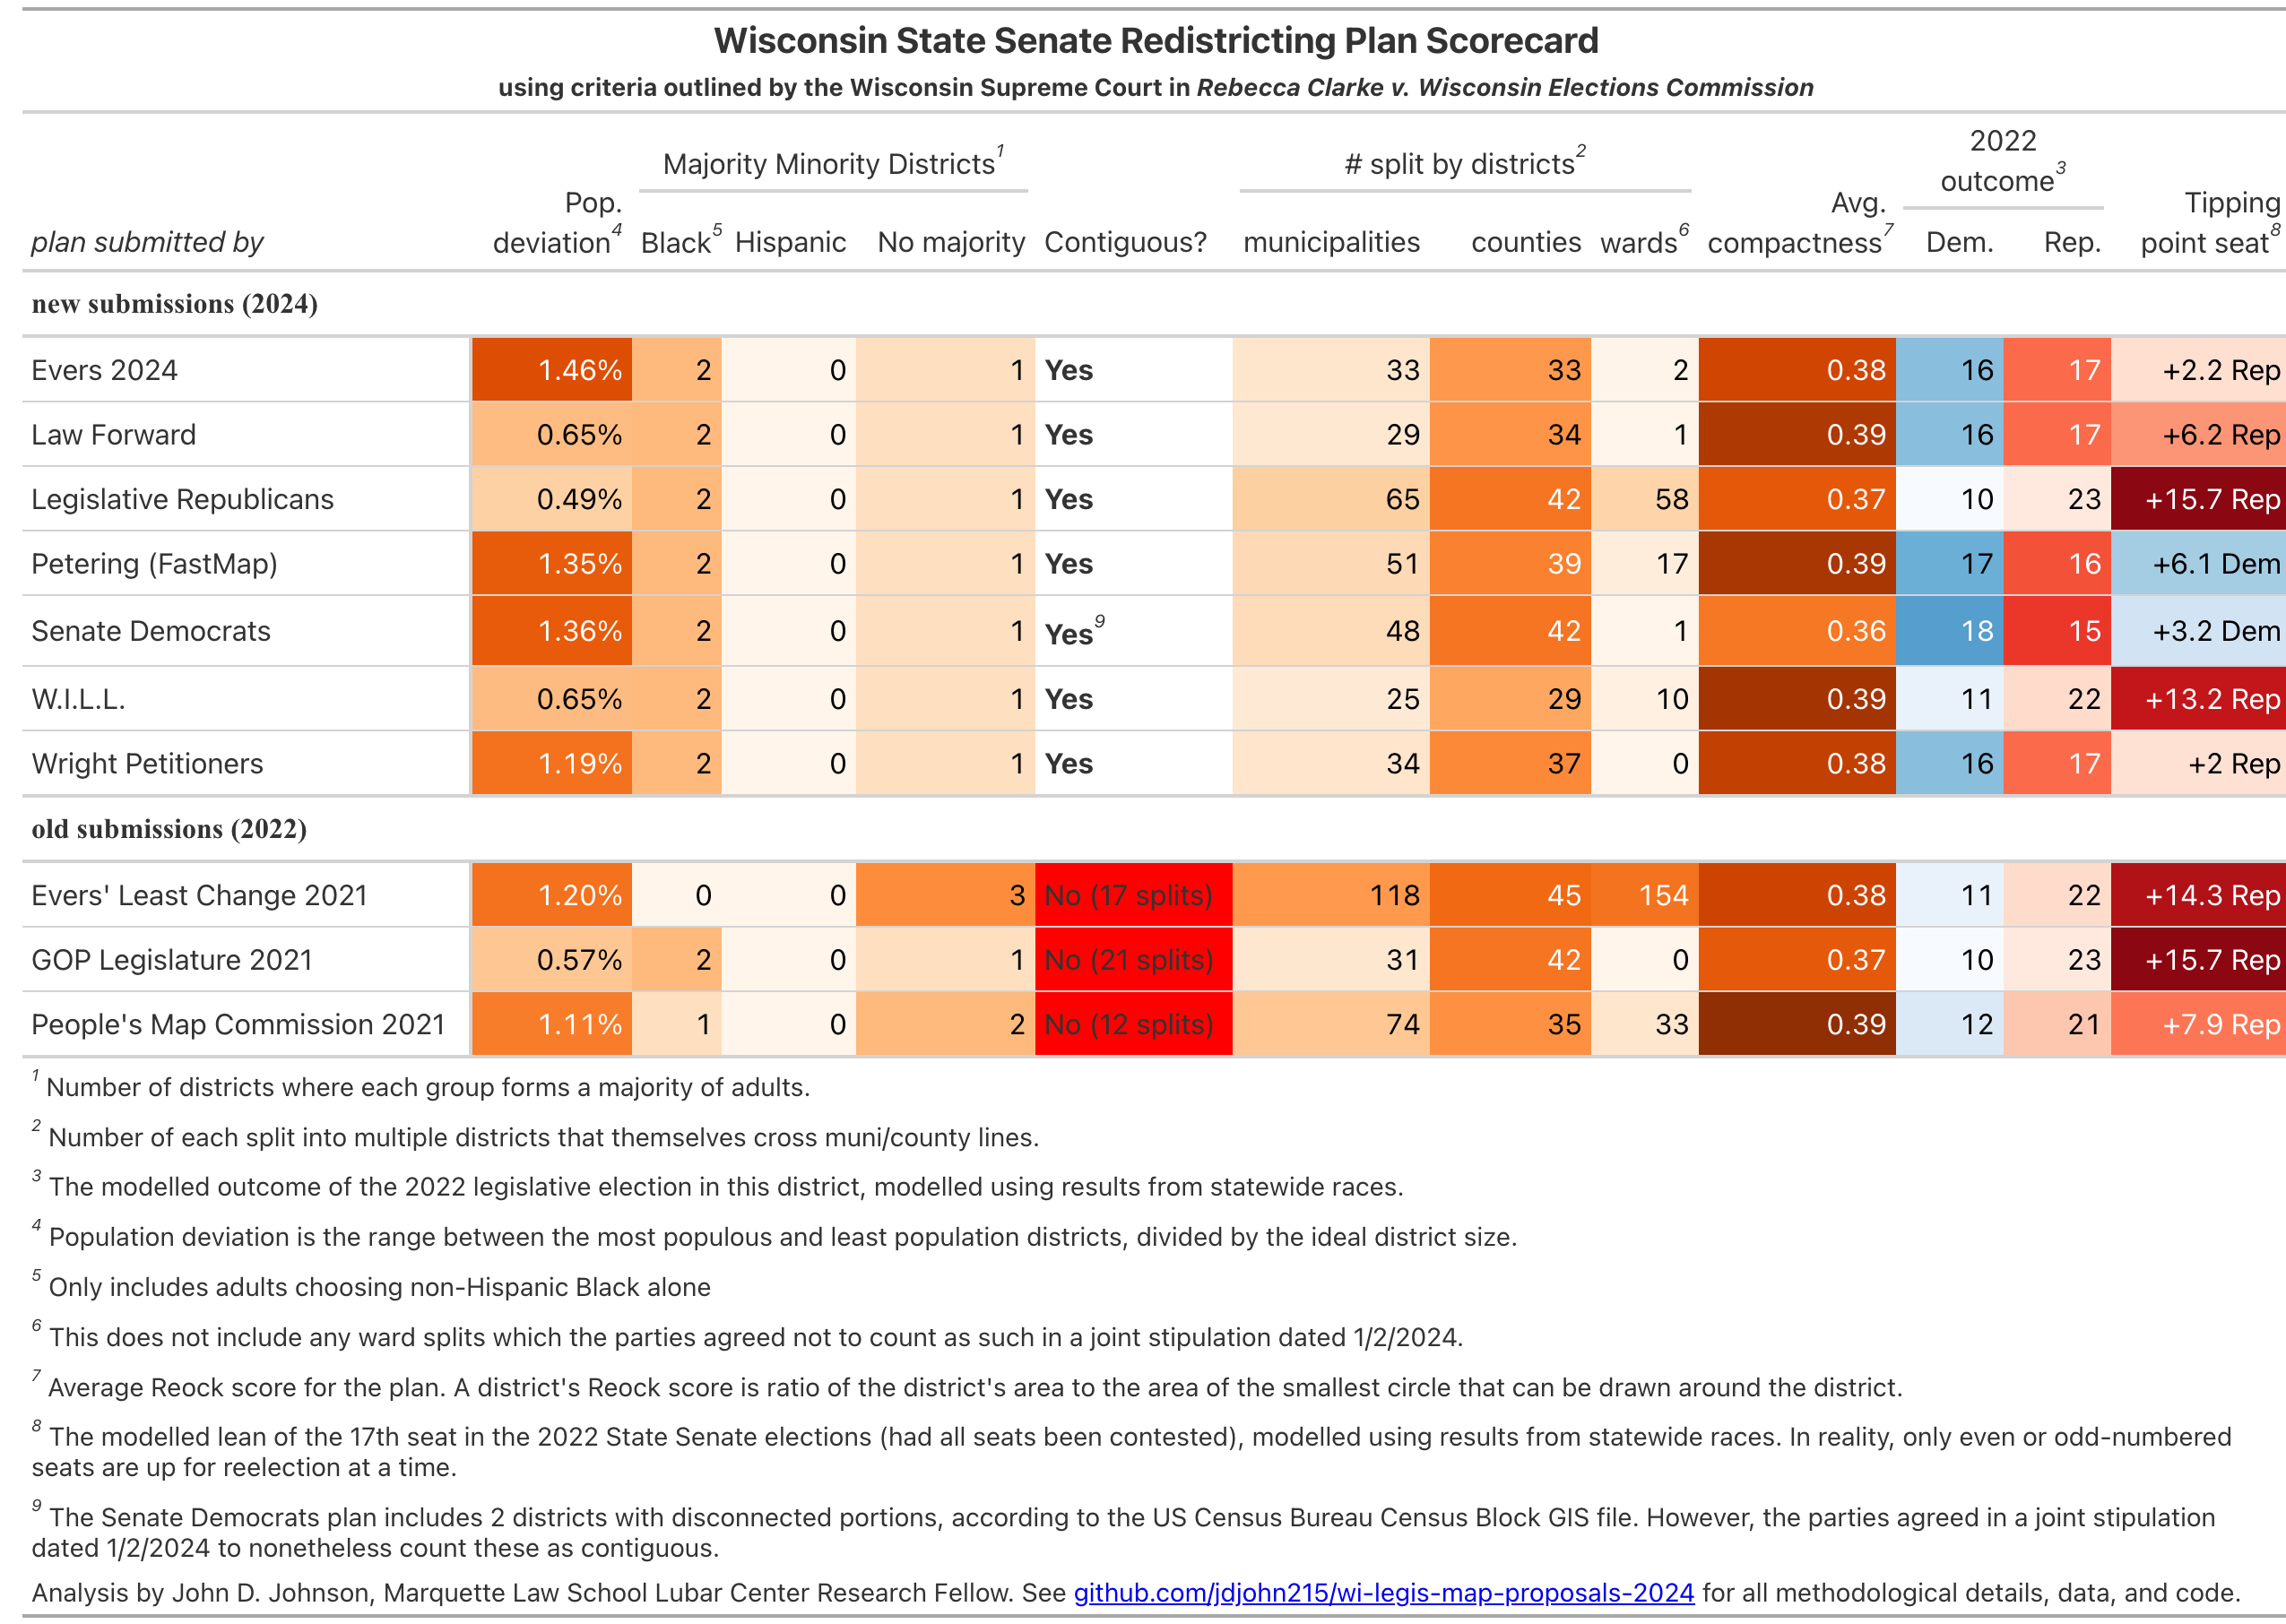 Wisconsin State Senate Redistricting Plan Scorecard
using criteria outlined by the Wisconsin Supreme Court in Rebecca Clarke v. Wisconsin Elections Commission
plan submitted by Pop. deviation4 Majority Minority Districts1 Black5 Hispanic No majority Contiguous? # split by districts2 municipalities counties wards6 Avg. compactness7 2022 outcome3 Dem. Rep. Tipping point seat8
new submissions (2024)
Evers 2024 1.46% 2 0 1 Yes 33 33 2 0.38 16 17 +2.2 Rep
Law Forward 0.65% 2 0 1 Yes 29 34 1 0.39 16 17 +6.2 Rep
Legislative Republicans 0.49% 2 0 1 Yes 65 42 58 0.37 10 23 +15.7 Rep
Petering (FastMap) 1.35% 2 0 1 Yes 51 39 17 0.39 17 16 +6.1 Dem
Senate Democrats 1.36% 2 0 1 Yes9 48 42 1 0.36 18 15 +3.2 Dem
W.I.L.L. 0.65% 2 0 1 Yes 25 29 10 0.39 11 22 +13.2 Rep
Wright Petitioners 1.19% 2 0 1 Yes 34 37 0 0.38 16 17 +2 Rep
old submissions (2022)
Evers' Least Change 2021 1.20% 0 0 3 No (17 splits) 118 45 154 0.38 11 22 +14.3 Rep
GOP Legislature 2021 0.57% 2 0 1 No (21 splits) 31 42 0 0.37 10 23 +15.7 Rep
People's Map Commission 2021 1.11% 1 0 2 No (12 splits) 74 35 33 0.39 12 21 +7.9 Rep
1 Number of districts where each group forms a majority of adults.
2 Number of each split into multiple districts that themselves cross muni/county lines.
3 The modelled outcome of the 2022 legislative election in this district, modelled using results from statewide races.
4 Population deviation is the range between the most populous and least population districts, divided by the ideal district size.
5 Only includes adults choosing non-Hispanic Black alone
6 This does not include any ward splits which the parties agreed not to count as such in a joint stipulation dated 1/2/2024.
7 Average Reock score for the plan. A district's Reock score is ratio of the district's area to the area of the smallest circle that can be drawn around the district.
8 The modelled lean of the 17th seat in the 2022 State Senate elections (had all seats been contested), modelled using results from statewide races. In reality, only even or odd-numbered
seats are up for reelection at a time.
9 The Senate Democrats plan includes 2 districts with disconnected portions, according to the US Census Bureau Census Block GIS file. However, the parties agreed in a joint stipulation
dated 1/2/2024 to nonetheless count these as contiguous.
Analysis by John D. Johnson, Marquette Law School Lubar Center Research Fellow. See github.com/jdjohn215/wi-legis-map-proposals-2024 for all methodological details, data, and code.